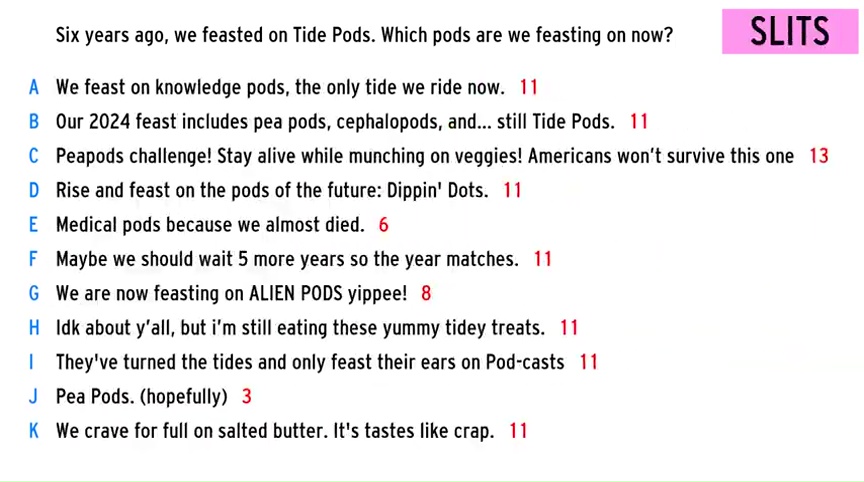 Six years ago, we feasted on Tide Pods. Which pods are we feasting on now?
SLITS
A We feast on knowledge pods, the only tide we ride now. 11
B Our 2024 feast includes pea pods, cephalopods, and... still Tide Pods. 11
C Peapods challenge! Stay alive while munching on veggies! Americans won't survive this one 13
D Rise and feast on the pods of the future: Dippin' Dots. 11
E Medical pods because we almost died. 6
F Maybe we should wait 5 more years so the year matches. 11
G We are now feasting on ALIEN PODS yippee! 8
H Idk about y'all, but i'm still eating these yummy tidey treats. 11
I They've turned the tides and only feast their ears on Pod-casts 11
J Pea Pods. (hopefully) 3
K We crave for full on salted butter. It's tastes like crap. 11